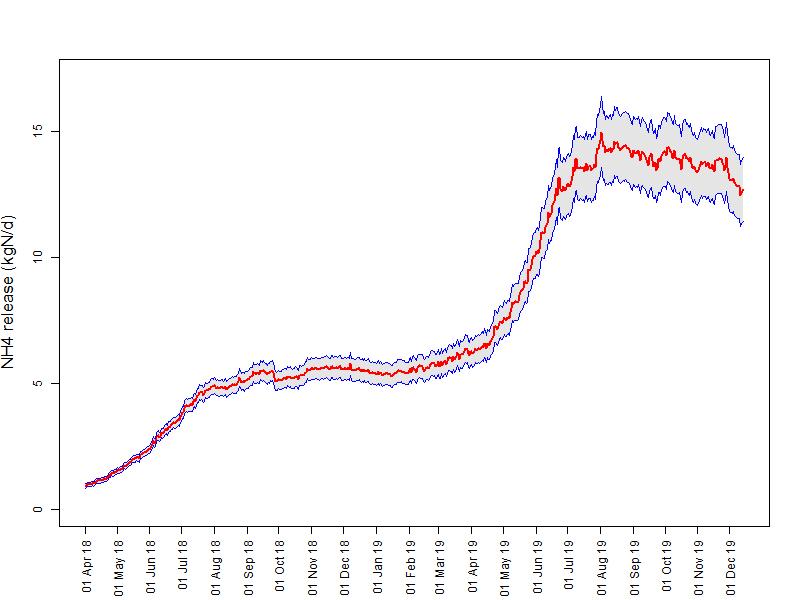 NH4 release (kgN/d)
15
10
5
0
01 Apr 18
01 May 18
01 Jun 18
01 Jul 18
01 Aug 18
01 Sep 18
01 Oct 18
01 Nov 18
01 Dec 18
01 Jan 19
01 Feb 19
01 Mar 19
01 Apr 19
01 May 19
01 Jun 19
01 Jul 19
01 Aug 19
01 Sep 19
01 Oct 19
01 Nov 19
01 Dec 19